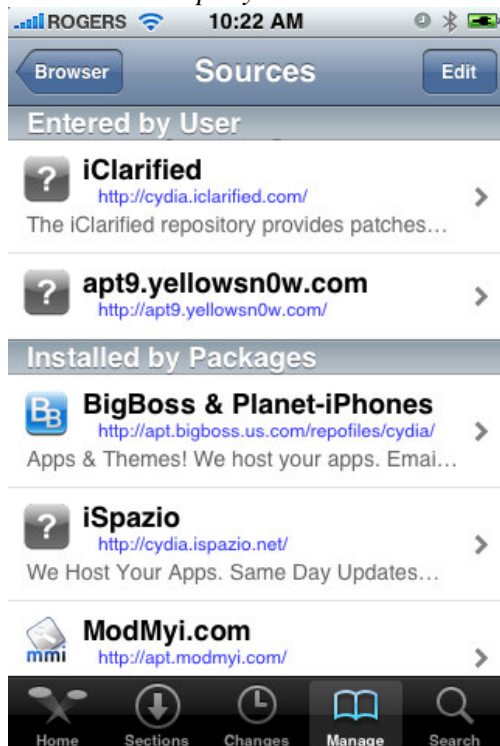 ROGERS 10:22 AM
Browser Sources Edit
Entered by User
? iClarified
http://cydia.iclarified.com/
The iClarified repository provides patches...
? apt9.yellowsn0w.com
http://apt9.yellowsn0w.com/
Installed by Packages
BB BigBoss & Planet-iPhones
http://apt.bigboss.us.com/repofiles/cydia/
Apps & Themes! We host your apps. Emai...
? iSpazio
http://cydia.ispazio.net/
We Host Your Apps. Same Day Updates...
mmi ModMyi.com
http://apt.modmyi.com/
Home Sections Changes Manage Search